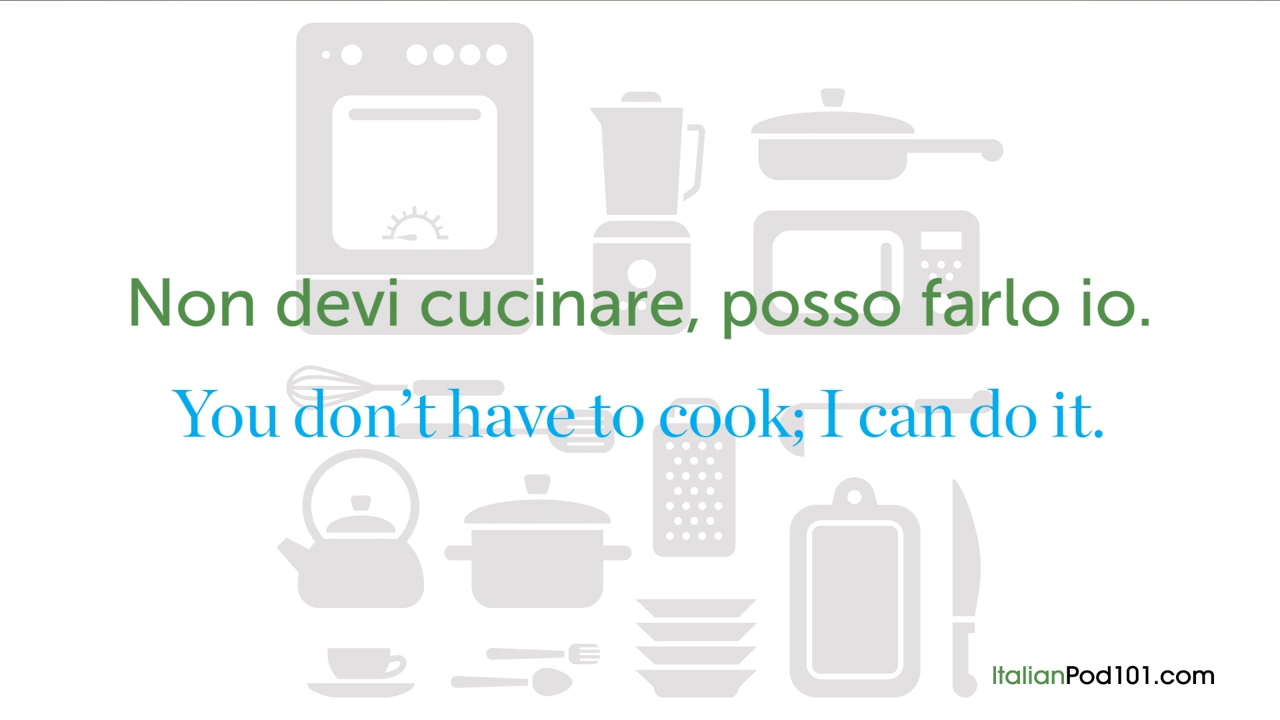 Non devi cucinare, posso farlo io.
You don't have to cook; I can do it.
ItalianPod101.com